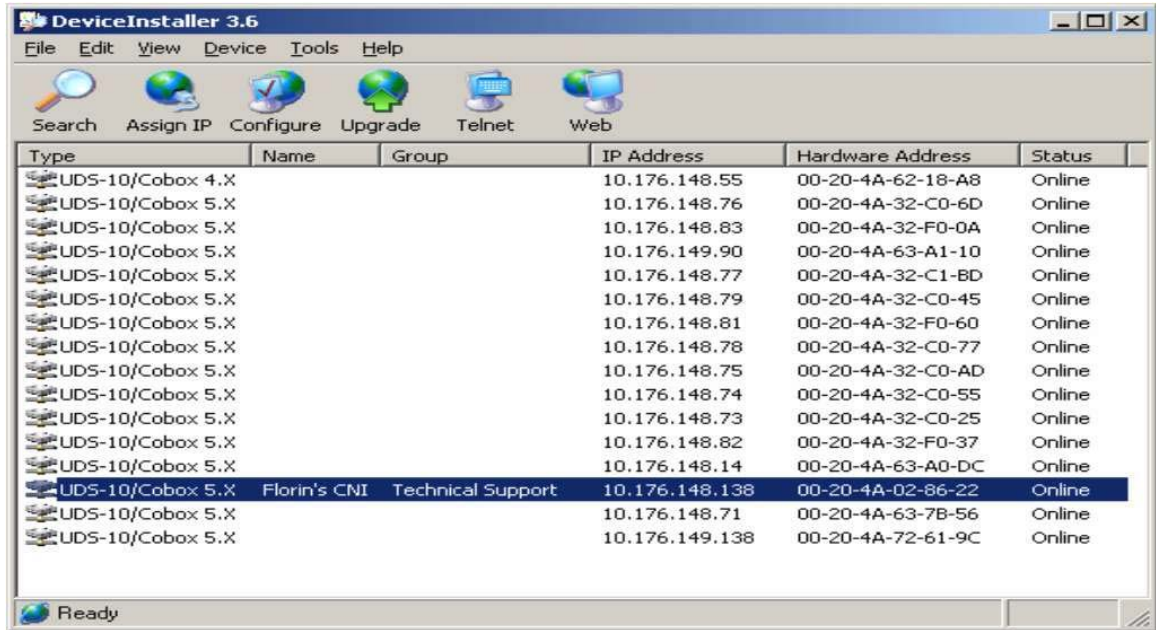 DeviceInstaller 3.6
File Edit View Device Tools Help
Search Assign IP Configure Upgrade Telnet Web
Type Name Group IP Address Hardware Address Status
UDS-10/Cobox 4.X 10.176.148.55 00-20-4A-62-18-A8 Online
UDS-10/Cobox 5.X 10.176.148.76 00-20-4A-32-C0-6D Online
UDS-10/Cobox 5.X 10.176.148.83 00-20-4A-32-F0-0A Online
UDS-10/Cobox 5.X 10.176.149.90 00-20-4A-63-A1-10 Online
UDS-10/Cobox 5.X 10.176.148.77 00-20-4A-32-C1-BD Online
UDS-10/Cobox 5.X 10.176.148.79 00-20-4A-32-C0-45 Online
UDS-10/Cobox 5.X 10.176.148.81 00-20-4A-32-F0-60 Online
UDS-10/Cobox 5.X 10.176.148.78 00-20-4A-32-C0-77 Online
UDS-10/Cobox 5.X 10.176.148.75 00-20-4A-32-C0-AD Online
UDS-10/Cobox 5.X 10.176.148.74 00-20-4A-32-C0-55 Online
UDS-10/Cobox 5.X 10.176.148.73 00-20-4A-32-C0-25 Online
UDS-10/Cobox 5.X 10.176.148.82 00-20-4A-32-F0-37 Online
UDS-10/Cobox 5.X 10.176.148.14 00-20-4A-63-A0-DC Online
UDS-10/Cobox 5.X Florin's CNI Technical Support 10.176.148.138 00-20-4A-02-86-22 Online
UDS-10/Cobox 5.X 10.176.148.71 00-20-4A-63-7B-56 Online
UDS-10/Cobox 5.X 10.176.149.138 00-20-4A-72-61-9C Online
Ready